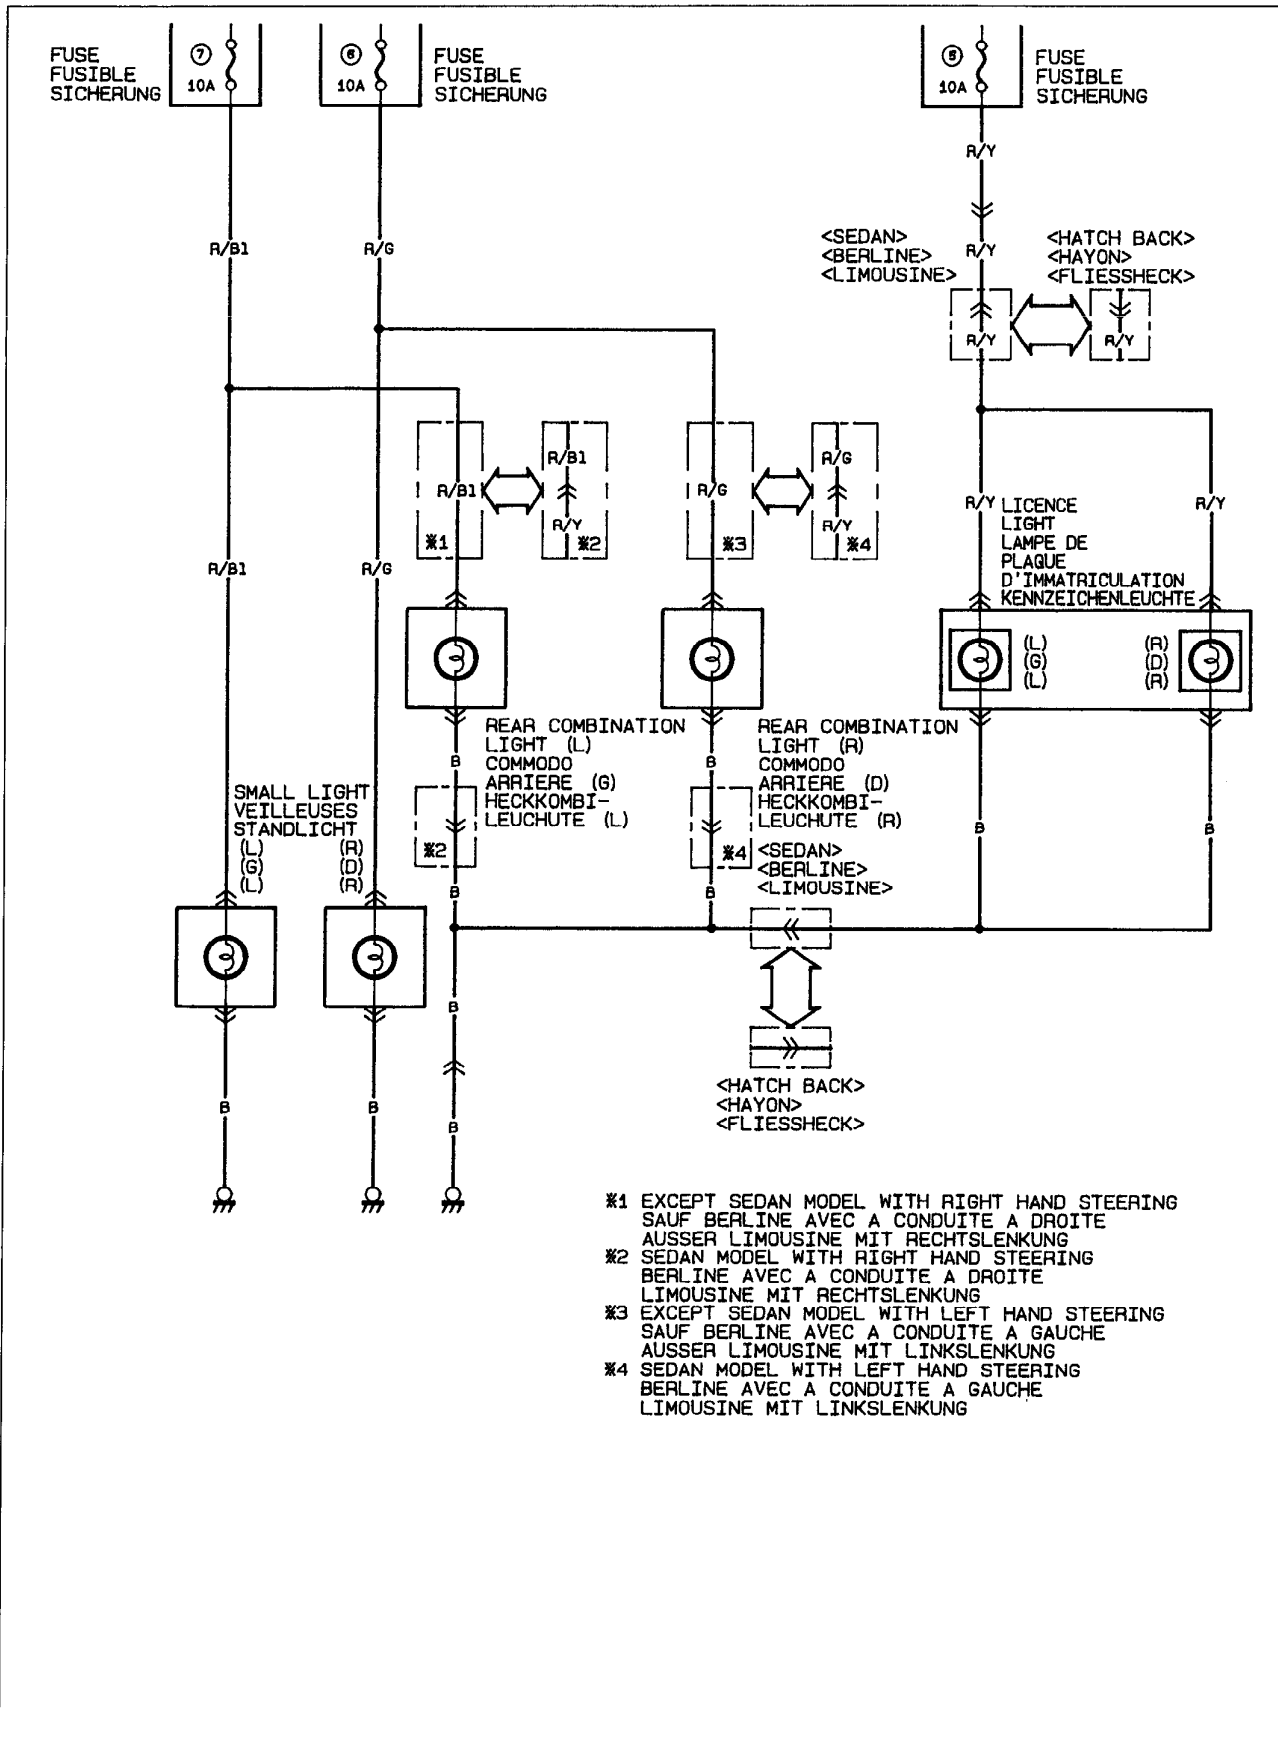 FUSE
FUSIBLE
SICHERUNG
7
10A
6
10A
FUSE
FUSIBLE
SICHERUNG
5
10A
FUSE
FUSIBLE
SICHERUNG
R/Y
R/Bl
R/G
<SEDAN>
<BERLINE>
<LIMOUSINE>
R/Y
<HATCH BACK>
<HAYON>
<FLIESSHECK>
R/Y
R/Y
R/Bl
※1
R/Bl
R/Y
※2
R/G
※3
R/G
R/Y
※4
R/Y
LICENCE
LIGHT
LAMPE DE
PLAQUE
D'IMMATRICULATION
KENNZEICHENLEUCHTE
R/Y
R/Bl
R/G
(L)
(G)
(L)
(R)
(D)
(R)
REAR COMBINATION
LIGHT (L)
COMMODO
ARRIERE (G)
HECKKOMBI-
LEUCHUTE (L)
REAR COMBINATION
LIGHT (R)
COMMODO
ARRIERE (D)
HECKKOMBI-
LEUCHUTE (R)
B
B
SMALL LIGHT
VEILLEUSES
STANDLICHT
(L)
(G)
(L)
(R)
(D)
(R)
※2
※4
<SEDAN>
<BERLINE>
<LIMOUSINE>
B
B
B
B
B
B
B
B
<HATCH BACK>
<HAYON>
<FLIESSHECK>
B
※1 EXCEPT SEDAN MODEL WITH RIGHT HAND STEERING
SAUF BERLINE AVEC A CONDUITE A DROITE
AUSSER LIMOUSINE MIT RECHTSLENKUNG
※2 SEDAN MODEL WITH RIGHT HAND STEERING
BERLINE AVEC A CONDUITE A DROITE
LIMOUSINE MIT RECHTSLENKUNG
※3 EXCEPT SEDAN MODEL WITH LEFT HAND STEERING
SAUF BERLINE AVEC A CONDUITE A GAUCHE
AUSSER LIMOUSINE MIT LINKSLENKUNG
※4 SEDAN MODEL WITH LEFT HAND STEERING
BERLINE AVEC A CONDUITE A GAUCHE
LIMOUSINE MIT LINKSLENKUNG